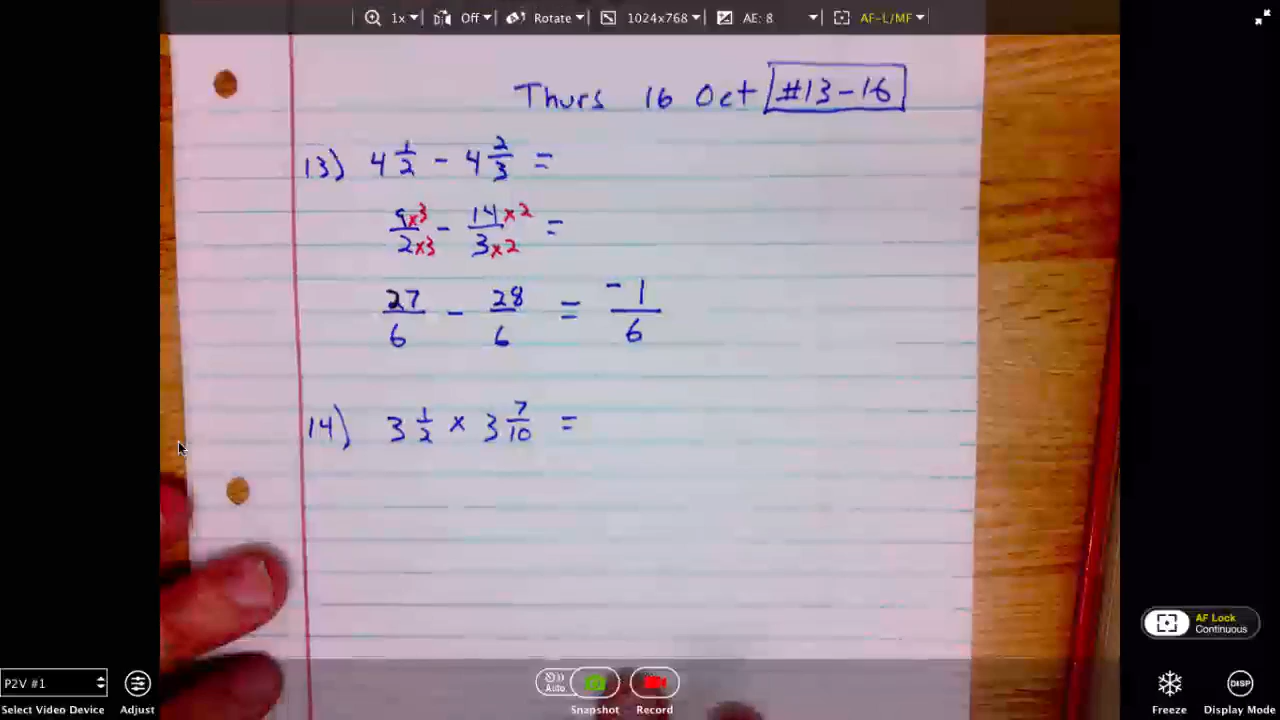 1x Off Rotate 1024x768 AE: 8 AF-L/MF
Thurs 16 Oct #13-16
13) 4 1/2 - 4 2/3 =
9x3/2x3 - 14x2/3x2 =
27/6 - 28/6 = -1/6
14) 3 1/2 x 3 7/10 =
AF Lock
Continuous
P2V #1
Auto
DISP
Select Video Device Adjust Snapshot Record Freeze Display Mode